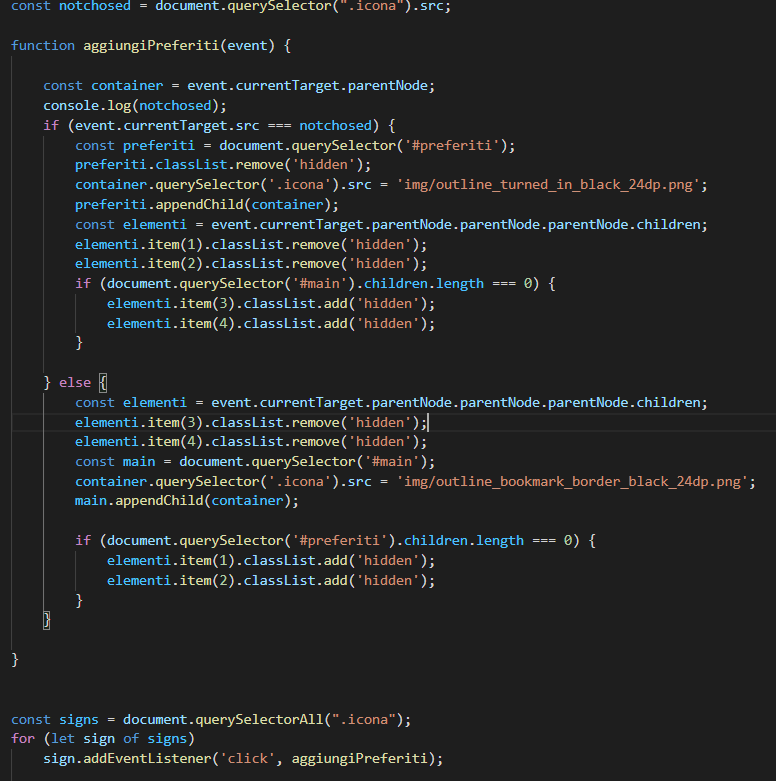 const notchosed = document.querySelector(".icona").src;
function aggiungiPreferiti(event) {
const container = event.currentTarget.parentNode;
console.log(notchosed);
if (event.currentTarget.src === notchosed) {
const preferiti = document.querySelector('#preferiti');
preferiti.classList.remove('hidden');
container.querySelector('.icona').src = 'img/outline_turned_in_black_24dp.png';
preferiti.appendChild(container);
const elementi = event.currentTarget.parentNode.parentNode.parentNode.children;
elementi.item(1).classList.remove('hidden');
elementi.item(2).classList.remove('hidden');
if (document.querySelector('#main').children.length === 0) {
elementi.item(3).classList.add('hidden');
elementi.item(4).classList.add('hidden');
}
} else {
const elementi = event.currentTarget.parentNode.parentNode.parentNode.children;
elementi.item(3).classList.remove('hidden');
elementi.item(4).classList.remove('hidden');
const main = document.querySelector('#main');
container.querySelector('.icona').src = 'img/outline_bookmark_border_black_24dp.png';
main.appendChild(container);
if (document.querySelector('#preferiti').children.length === 0) {
elementi.item(1).classList.add('hidden');
elementi.item(2).classList.add('hidden');
}
}
}
const signs = document.querySelectorAll(".icona");
for (let sign of signs)
sign.addEventListener('click', aggiungiPreferiti);